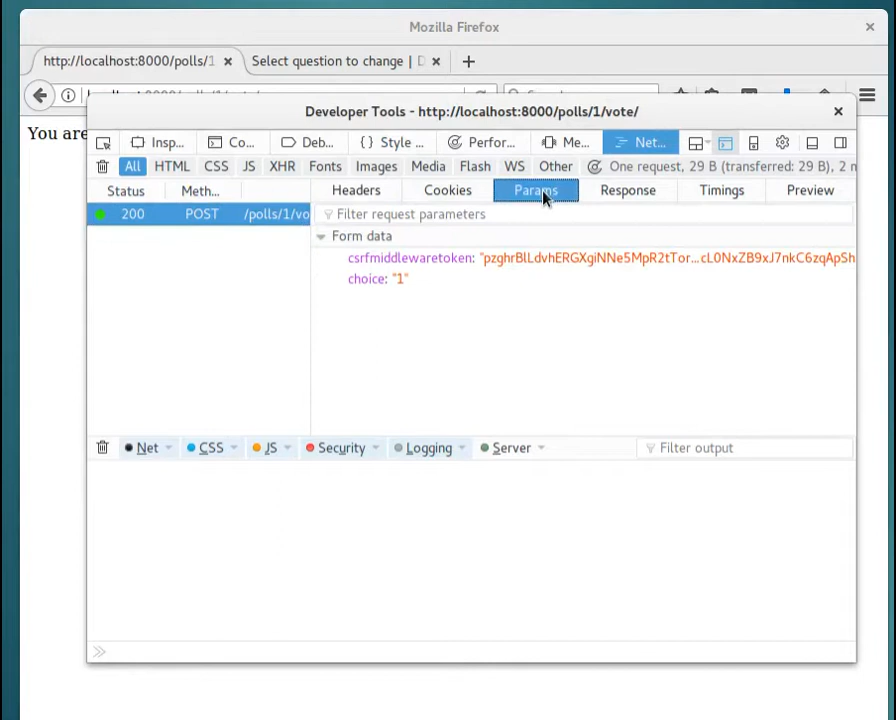 Mozilla Firefox
http://localhost:8000/polls/1
Select question to change | D
You are
Developer Tools - http://localhost:8000/polls/1/vote/
Insp... Co... Deb... { } Style ... Perfor... Me... Net...
All HTML CSS JS XHR Fonts Images Media Flash WS Other One request, 29 B (transferred: 29 B), 2 m
Status Meth... Headers Cookies Params Response Timings Preview
200 POST /polls/1/vo
Filter request parameters
Form data
csrfmiddlewaretoken: "pzghrBlLdvhERGXgiNNe5MpR2tTor...cL0NxZB9xJ7nkC6zqApSh
choice: "1"
Net CSS JS Security Logging Server Filter output